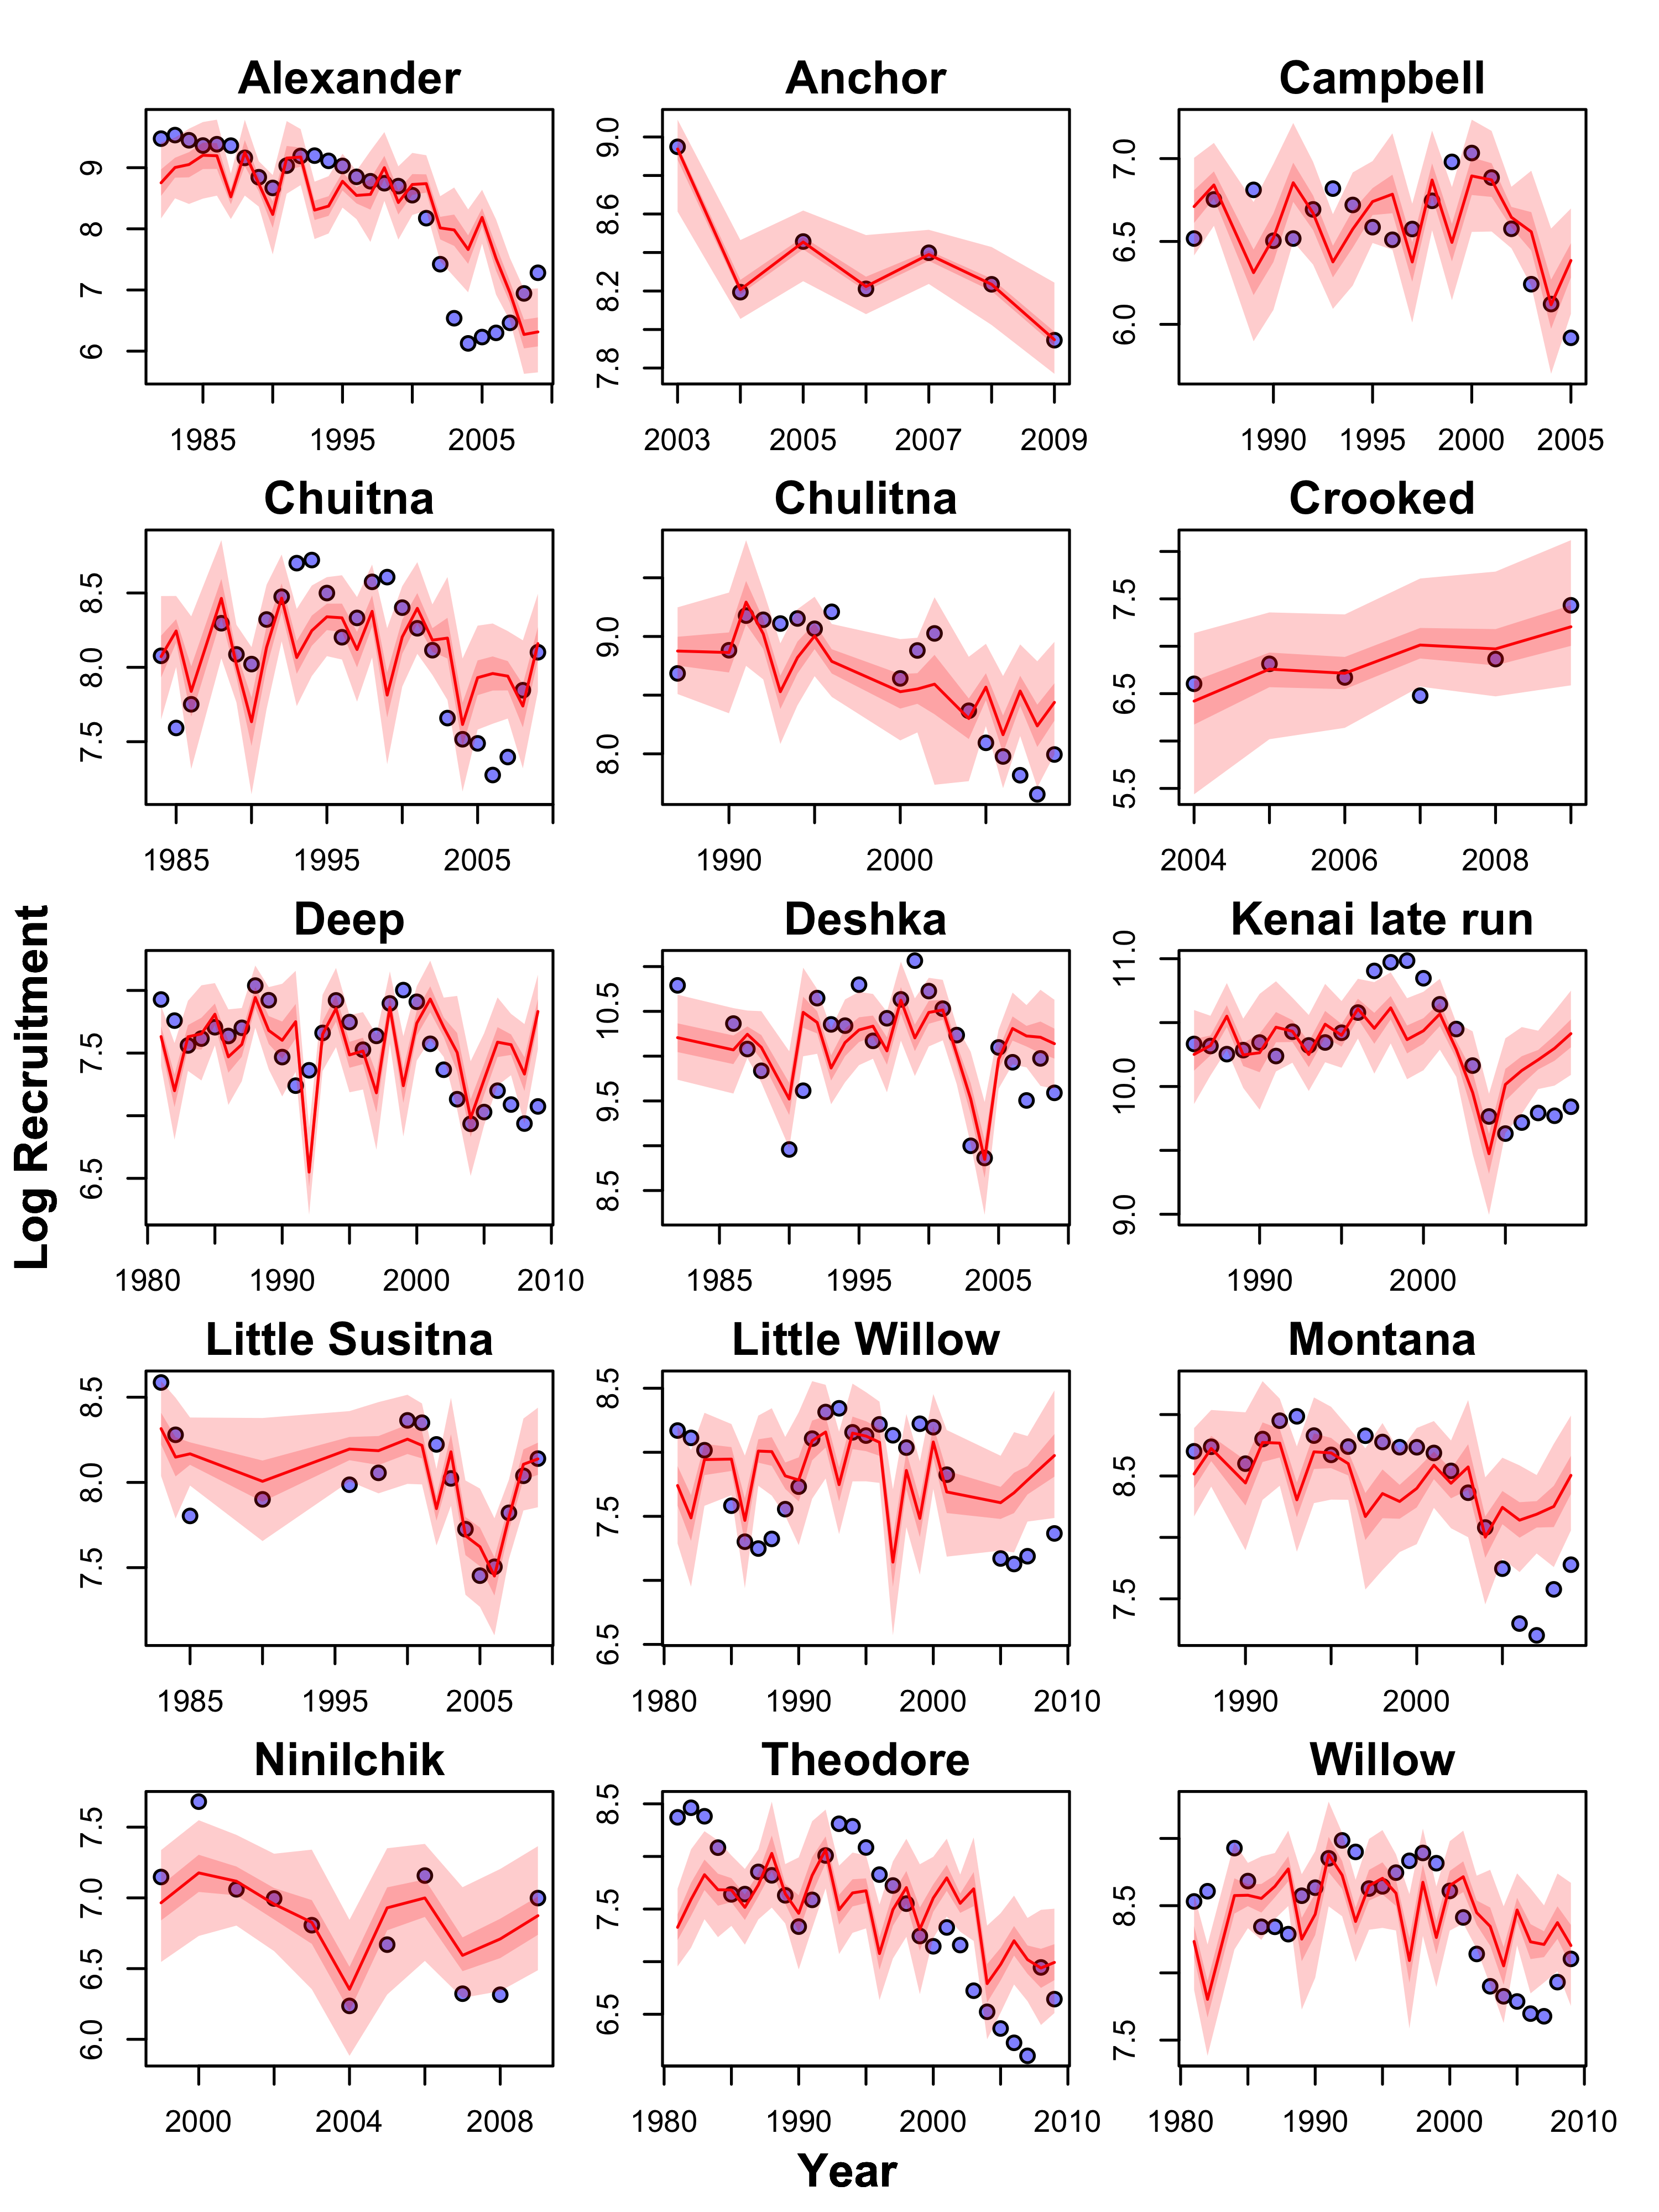 Alexander Anchor Campbell
9 8 7 6
9.0 8.6 8.2 7.8
7.0 6.5 6.0
1985 1995 2005
2003 2005 2007 2009
1990 1995 2000 2005
Chuitna Chulitna Crooked
8.5 8.0 7.5
9.0 8.0
7.5 6.5 5.5
1985 1995 2005
1990 2000
2004 2006 2008
Log Recruitment
Deep Deshka Kenai late run
7.5 6.5
10.5 9.5 8.5
11.0 10.0 9.0
1980 1990 2000 2010
1985 1995 2005
1990 2000
Little Susitna Little Willow Montana
8.5 8.0 7.5
8.5 7.5 6.5
8.5 7.5
1985 1995 2005
1980 1990 2000 2010
1990 2000
Ninilchik Theodore Willow
7.5 7.0 6.5 6.0
8.5 7.5 6.5
8.5 7.5
2000 2004 2008
1980 1990 2000 2010
1980 1990 2000 2010
Year